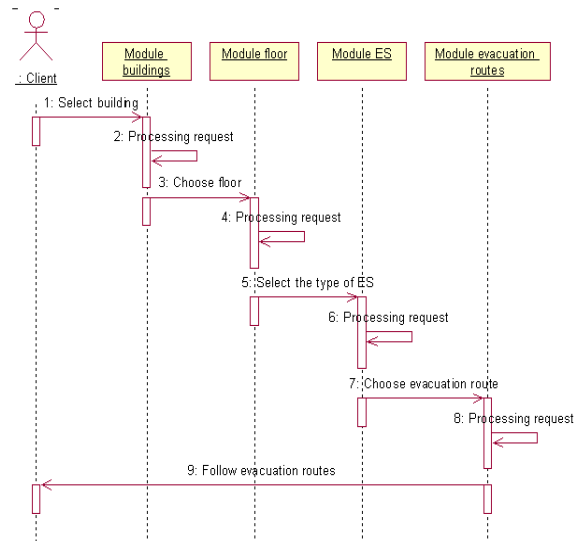 Module
buildings
Module floor
Module ES
Module evacuation
routes
: Client
1: Select building
2: Processing request
3: Choose floor
4: Processing request
5: Select the type of ES
6: Processing request
7: Choose evacuation route
8: Processing request
9: Follow evacuation routes